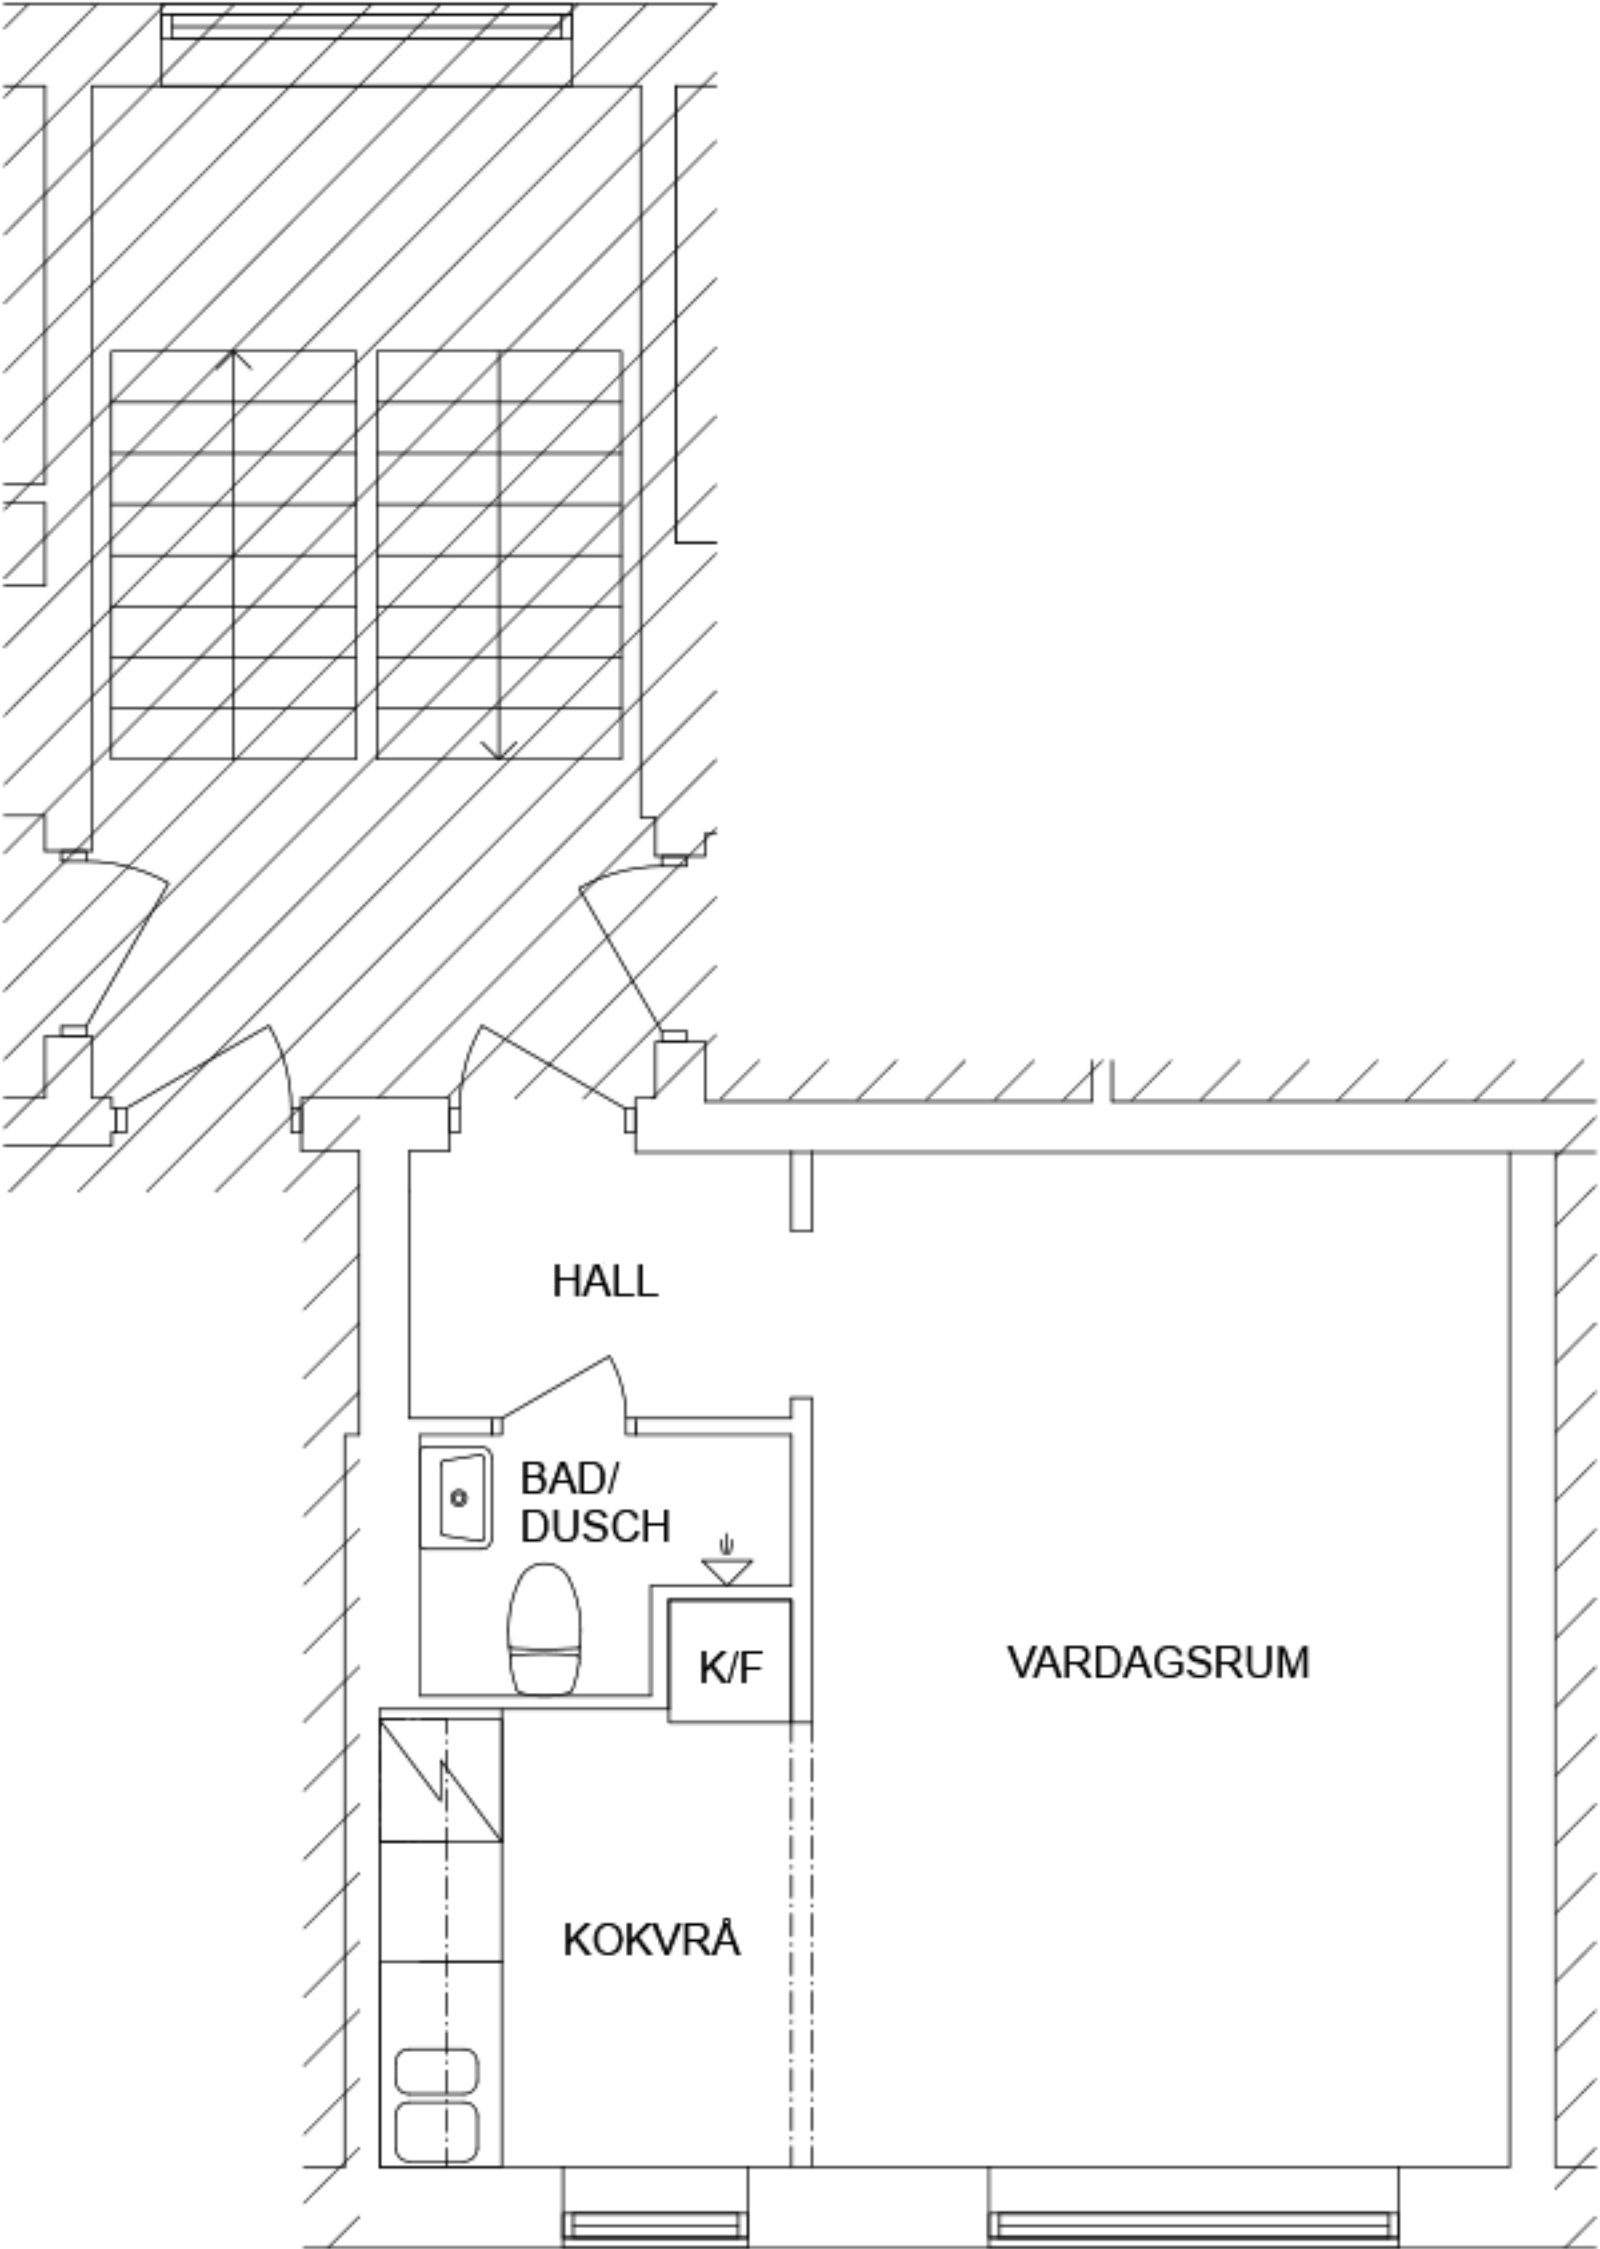 HALL
BAD/
DUSCH
K/F
VARDAGSRUM
KOKVRÅ